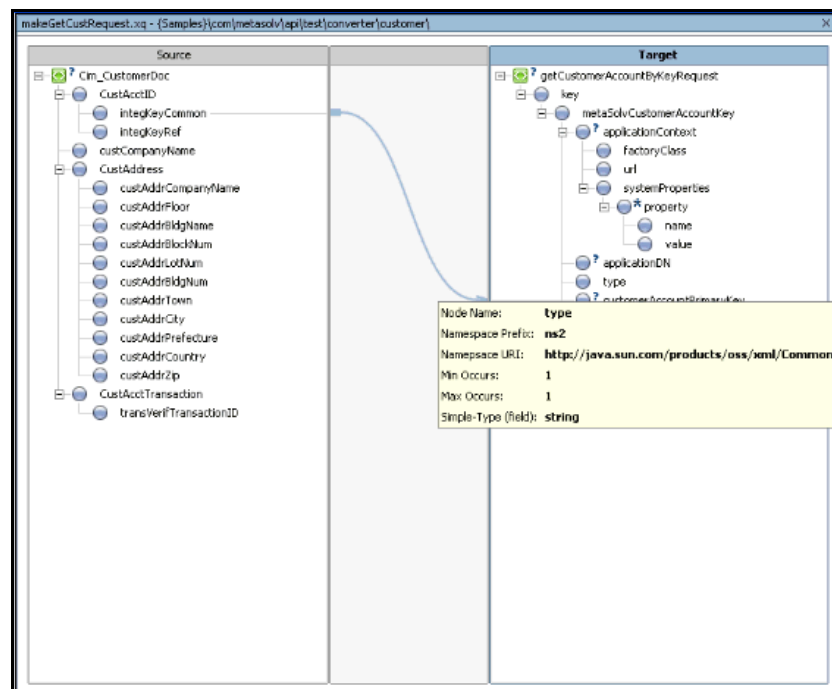 makeGetCustRequest.xq - {Samples}\com\metasolv\api\test\converter\customer\
Source
Cim_CustomerDoc
CustAcctID
integKeyCommon
integKeyRef
custCompanyName
CustAddress
custAddrCompanyName
custAddrFloor
custAddrBldgName
custAddrBlockNum
custAddrLotNum
custAddrBldgNum
custAddrTown
custAddrCity
custAddrPrefecture
custAddrCountry
custAddrZip
CustAcctTransaction
transVerifTransactionID
Target
? getCustomerAccountByKeyRequest
key
metaSolvCustomerAccountKey
? applicationContext
factoryClass
url
systemProperties
* property
name
value
? applicationDN
type
? customerAccountPrimaryKey
Node Name: type
Namespace Prefix: ns2
Namepsace URI: http://java.sun.com/products/oss/xml/Common
Min Occurs: 1
Max Occurs: 1
Simple-Type (field): string